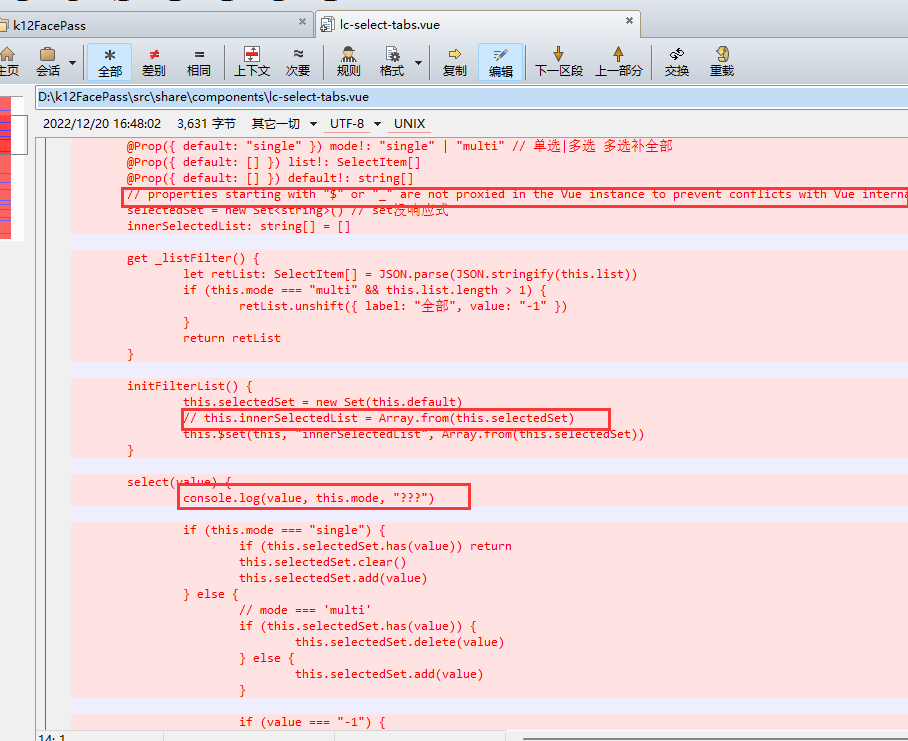 k12FacePass
lc-select-tabs.vue
主页 会话 全部 差别 相同 上下文 次要 规则 格式 复制 编辑 下一区段 上一部分 交换 重载
D:\k12FacePass\src\share\components\lc-select-tabs.vue
2022/12/20 16:48:02 3,631 字节 其它一切 UTF-8 UNIX
@Prop({ default: "single" }) mode!: "single" | "multi" // 单选|多选 多选补全部
@Prop({ default: [] }) list!: SelectItem[]
@Prop({ default: [] }) default!: string[]
// properties starting with "$" or "_" are not proxied in the Vue instance to prevent conflicts with Vue interna
selectedSet = new Set<string>() // set没响应式
innerSelectedList: string[] = []
get _listFilter() {
let retList: SelectItem[] = JSON.parse(JSON.stringify(this.list))
if (this.mode === "multi" && this.list.length > 1) {
retList.unshift({ label: "全部", value: "-1" })
}
return retList
}
initFilterList() {
this.selectedSet = new Set(this.default)
// this.innerSelectedList = Array.from(this.selectedSet)
this.$set(this, "innerSelectedList", Array.from(this.selectedSet))
}
select(value) {
console.log(value, this.mode, "???")
if (this.mode === "single") {
if (this.selectedSet.has(value)) return
this.selectedSet.clear()
this.selectedSet.add(value)
} else {
// mode === 'multi'
if (this.selectedSet.has(value)) {
this.selectedSet.delete(value)
} else {
this.selectedSet.add(value)
}
if (value === "-1") {
14: 1